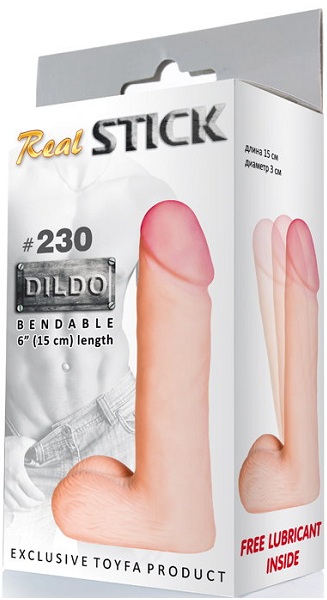 Real STICK
#230
DILDO
BENDABLE
6" (15 cm) length
EXCLUSIVE TOYFA PRODUCT
длина 15 см
диаметр 3 см
FREE LUBRICANT
INSIDE